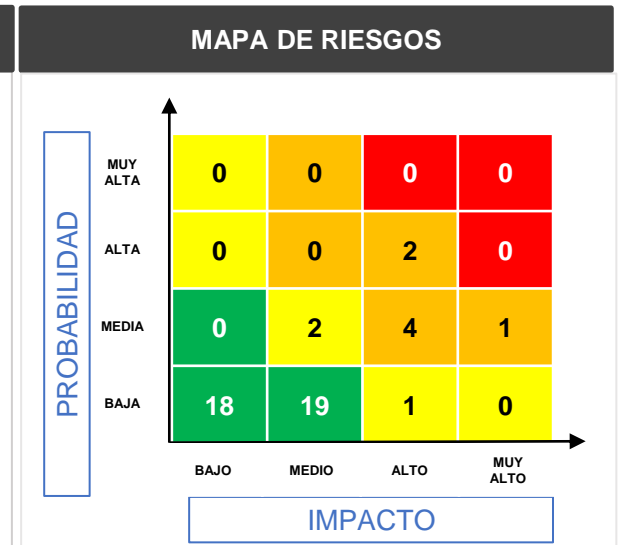 MAPA DE RIESGOS
PROBABILIDAD
MUY
ALTA
0 0 0 0
ALTA
0 0 2 0
MEDIA
0 2 4 1
BAJA
18 19 1 0
BAJO MEDIO ALTO MUY
ALTO
IMPACTO